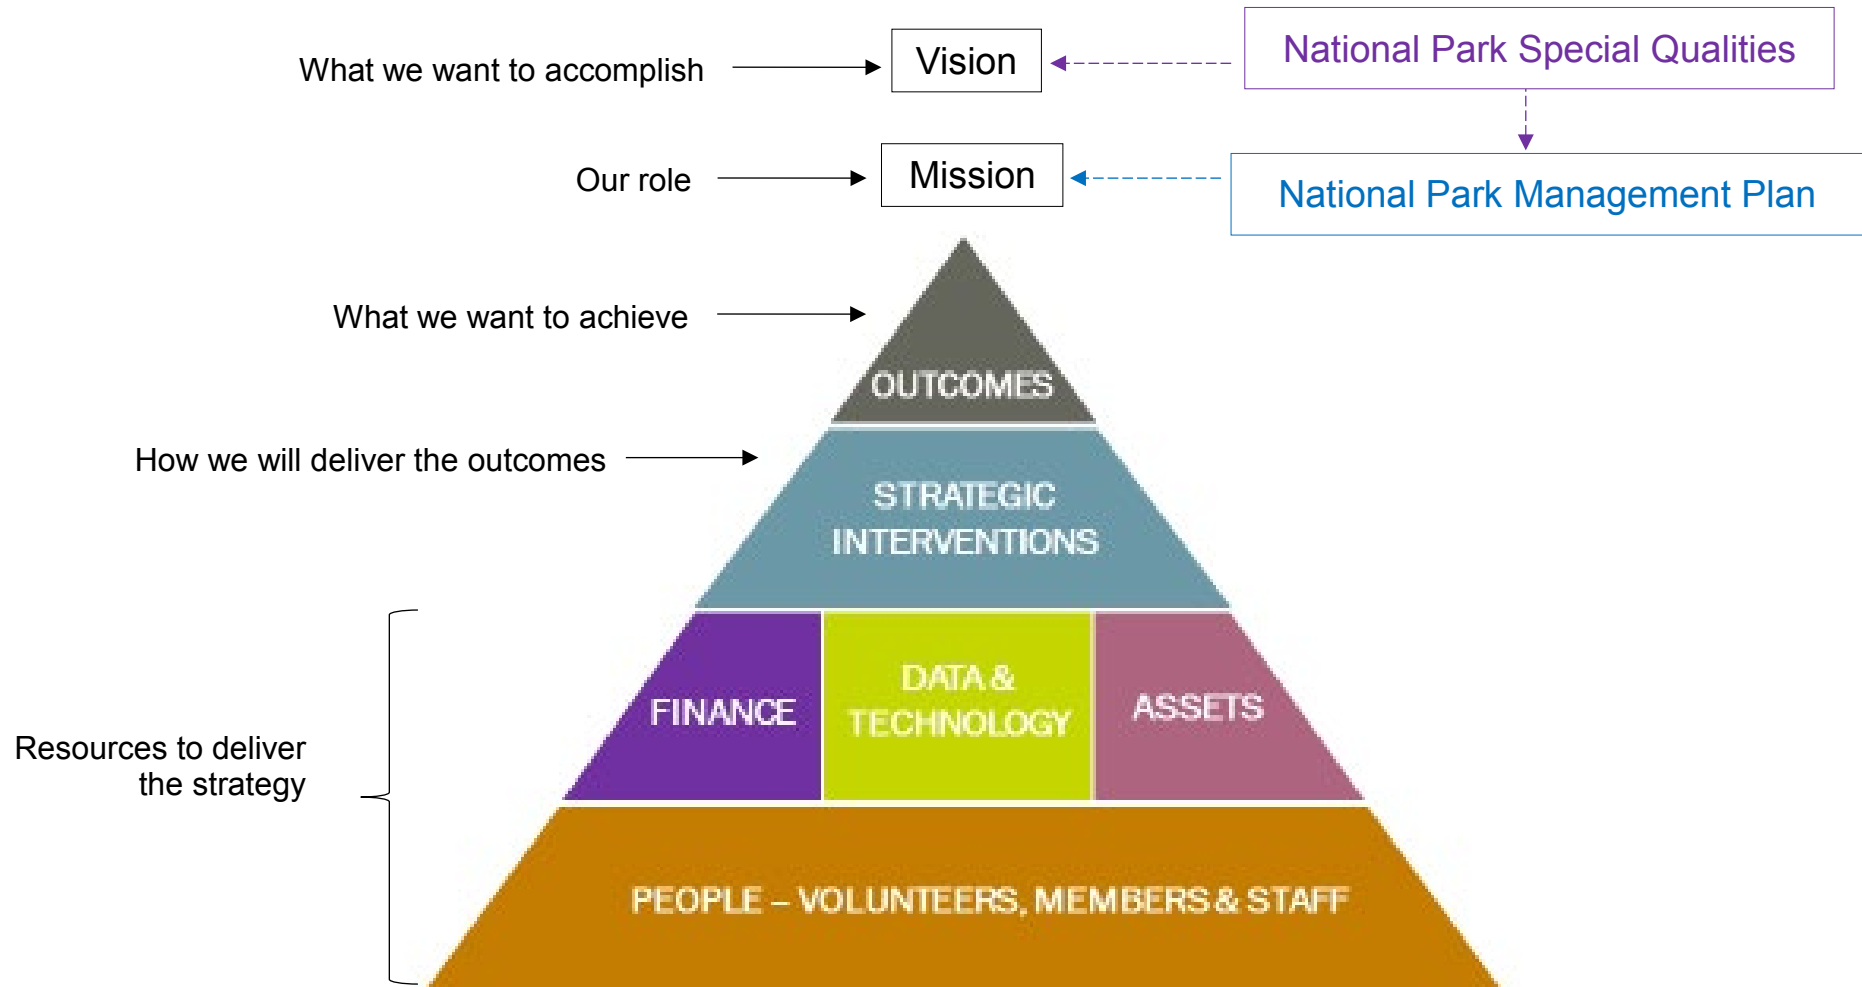 What we want to accomplish
Vision
National Park Special Qualities
Our role
Mission
National Park Management Plan
What we want to achieve
OUTCOMES
How we will deliver the outcomes
STRATEGIC
INTERVENTIONS
Resources to deliver
the strategy
FINANCE
DATA &
TECHNOLOGY
ASSETS
PEOPLE – VOLUNTEERS, MEMBERS & STAFF